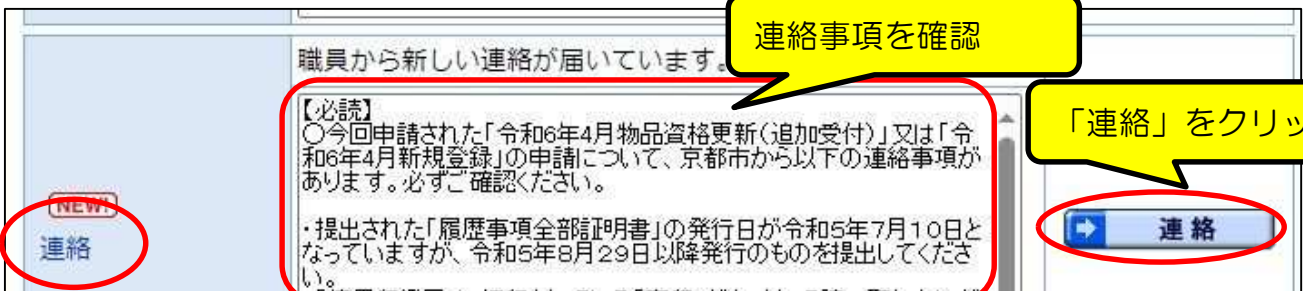 連絡事項を確認
職員から新しい連絡が届いています。
【必読】
〇今回申請された「令和6年4月物品資格更新(追加受付)」又は「令
和6年4月新規登録」の申請について、京都市から以下の連絡事項が
あります。必ずご確認ください。
・提出された「履歴事項全部証明書」の発行日が令和5年7月10日と
なっていますが、令和5年8月29日以降発行のものを提出してくださ
い。
NEW!
連絡
「連絡」をクリッ
連絡